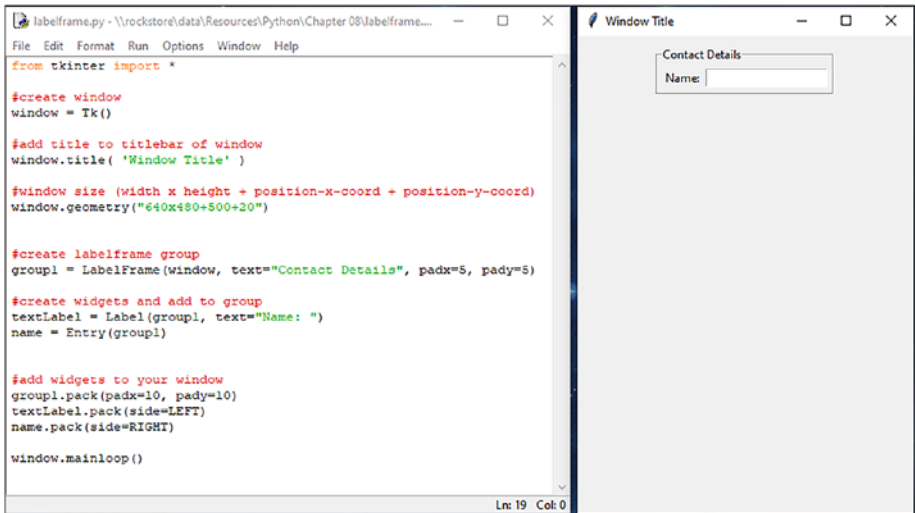 labelframe.py - \\rockstore\data\Resources\Python\Chapter 08\labelframe....
File Edit Format Run Options Window Help
from tkinter import *
#create window
window = Tk()
#add title to titlebar of window
window.title( 'Window Title' )
#window size (width x height + position-x-coord + position-y-coord)
window.geometry("640x480+500+20")
#create labelframe group
group1 = LabelFrame(window, text="Contact Details", padx=5, pady=5)
#create widgets and add to group
textLabel = Label(group1, text="Name: ")
name = Entry(group1)
#add widgets to your window
group1.pack(padx=10, pady=10)
textLabel.pack(side=LEFT)
name.pack(side=RIGHT)
window.mainloop()
Ln: 19 Col: 0
Window Title
Contact Details
Name: